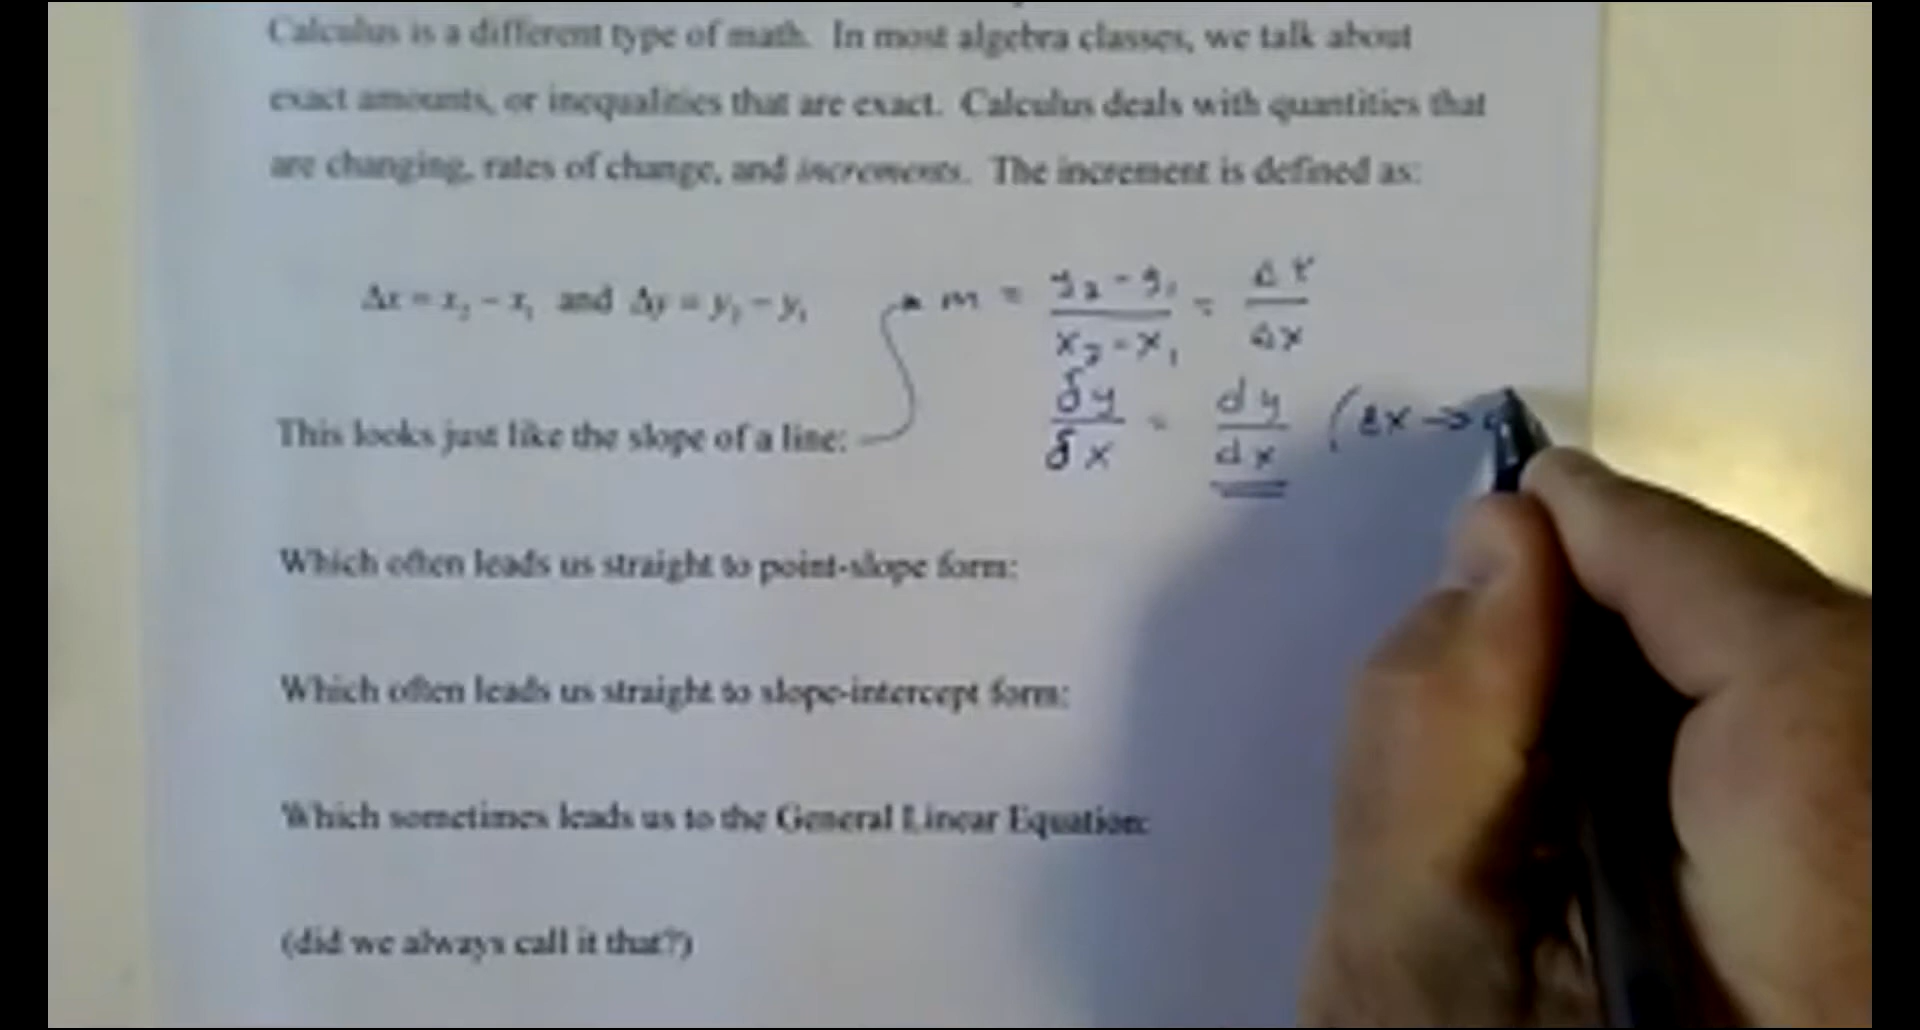 Calculus is a different type of math. In most algebra classes, we talk about
exact amounts, or inequalities that are exact. Calculus deals with quantities that
are changing, rates of change, and increments. The increment is defined as:
Δx = x₂ − x₁ and Δy = y₂ − y₁
m = y₂ - y₁ / x₂ - x₁ = ΔY / ΔX
This looks just like the slope of a line:
δy / δx = dy / dx (ΔX →
Which often leads us straight to point-slope form:
Which often leads us straight to slope-intercept form:
Which sometimes leads us to the General Linear Equation:
(did we always call it that?)